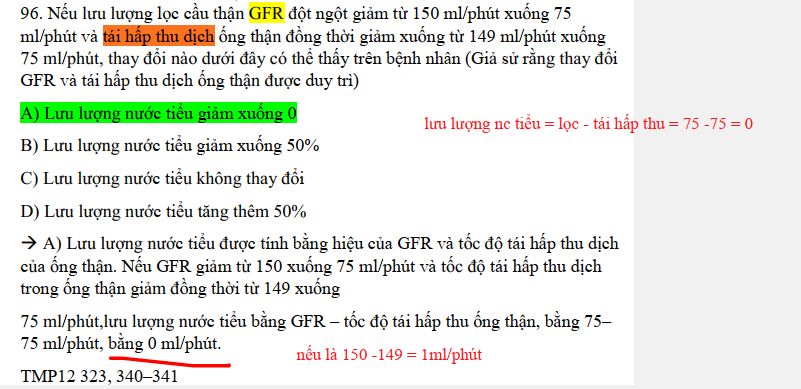 96. Nếu lưu lượng lọc cầu thận GFR đột ngột giảm từ 150 ml/phút xuống 75
ml/phút và tái hấp thu dịch ống thận đồng thời giảm xuống từ 149 ml/phút xuống
75 ml/phút, thay đổi nào dưới đây có thể thấy trên bệnh nhân (Giả sử rằng thay đổi
GFR và tái hấp thu dịch ống thận được duy trì)
A) Lưu lượng nước tiểu giảm xuống 0
lưu lượng nc tiểu = lọc - tái hấp thu = 75 -75 = 0
B) Lưu lượng nước tiểu giảm xuống 50%
C) Lưu lượng nước tiểu không thay đổi
D) Lưu lượng nước tiểu tăng thêm 50%
→ A) Lưu lượng nước tiểu được tính bằng hiệu của GFR và tốc độ tái hấp thu dịch
của ống thận. Nếu GFR giảm từ 150 xuống 75 ml/phút và tốc độ tái hấp thu dịch
trong ống thận giảm đồng thời từ 149 xuống
75 ml/phút,lưu lượng nước tiểu bằng GFR – tốc độ tái hấp thu ống thận, bằng 75–
75 ml/phút, bằng 0 ml/phút.
nếu là 150 -149 = 1ml/phút
TMP12 323, 340–341